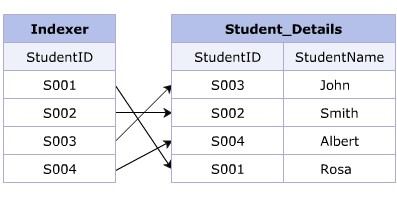 Indexer Student_Details
StudentID StudentID StudentName
S001 S003 John
S002 S002 Smith
S003 S004 Albert
S004 S001 Rosa